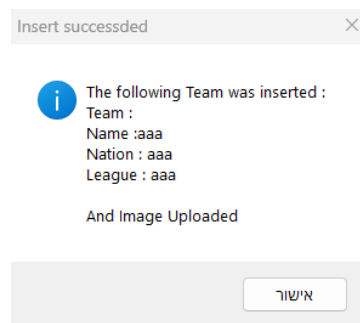 Insert successded
The following Team was inserted :
Team :
Name :aaa
Nation : aaa
League : aaa
And Image Uploaded
אישור